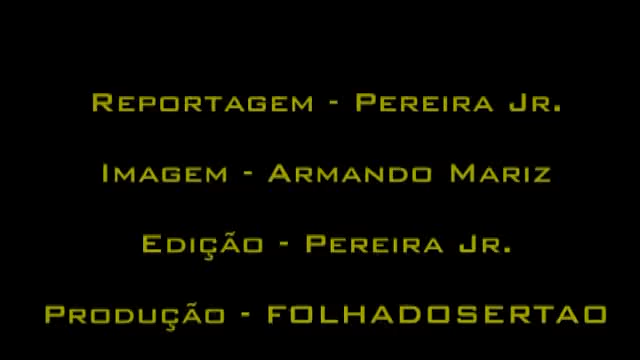 Reportagem - Pereira Jr.
Imagem - Armando Mariz
Edição - Pereira Jr.
Produção - FOLHADOSERTAO